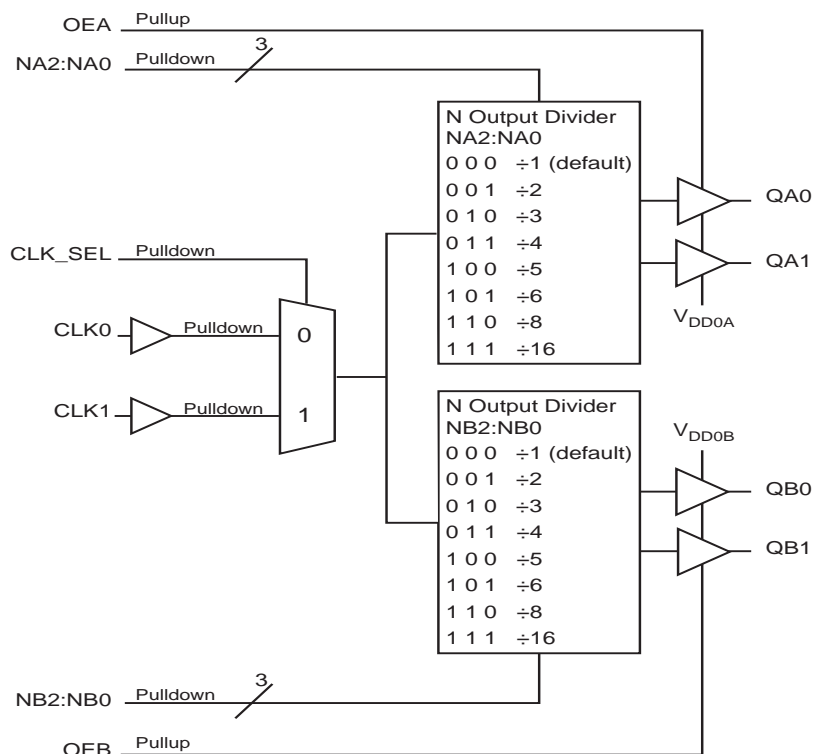 OEA Pullup
NA2:NA0 Pulldown 3
N Output Divider
NA2:NA0
0 0 0 ÷1 (default)
0 0 1 ÷2
0 1 0 ÷3
0 1 1 ÷4
1 0 0 ÷5
1 0 1 ÷6
1 1 0 ÷8
1 1 1 ÷16
QA0
QA1
VDD0A
CLK_SEL Pulldown
CLK0 Pulldown 0
CLK1 Pulldown 1
N Output Divider
NB2:NB0
0 0 0 ÷1 (default)
0 0 1 ÷2
0 1 0 ÷3
0 1 1 ÷4
1 0 0 ÷5
1 0 1 ÷6
1 1 0 ÷8
1 1 1 ÷16
VDD0B
QB0
QB1
NB2:NB0 Pulldown 3
OEB Pullup